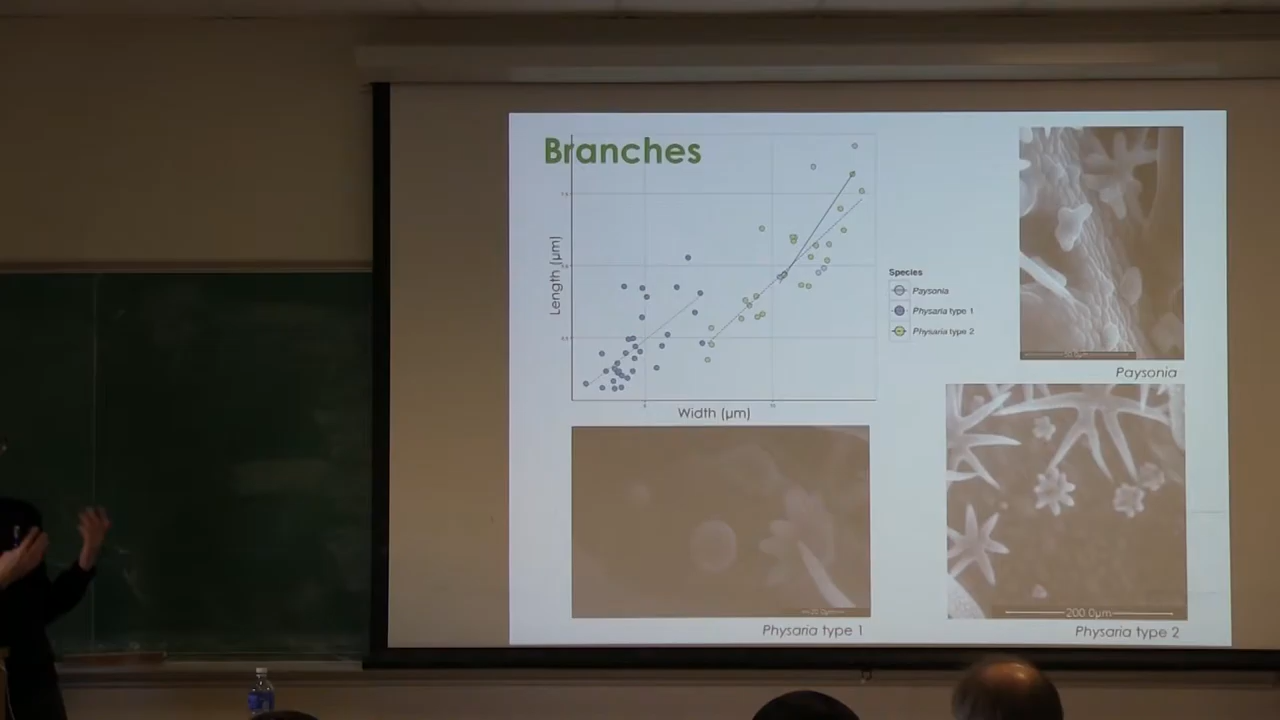 Branches
Length (µm)
Width (µm)
Species
Paysonia
Physaria type 1
Physaria type 2
Paysonia
Physaria type 1
200.0µm
Physaria type 2